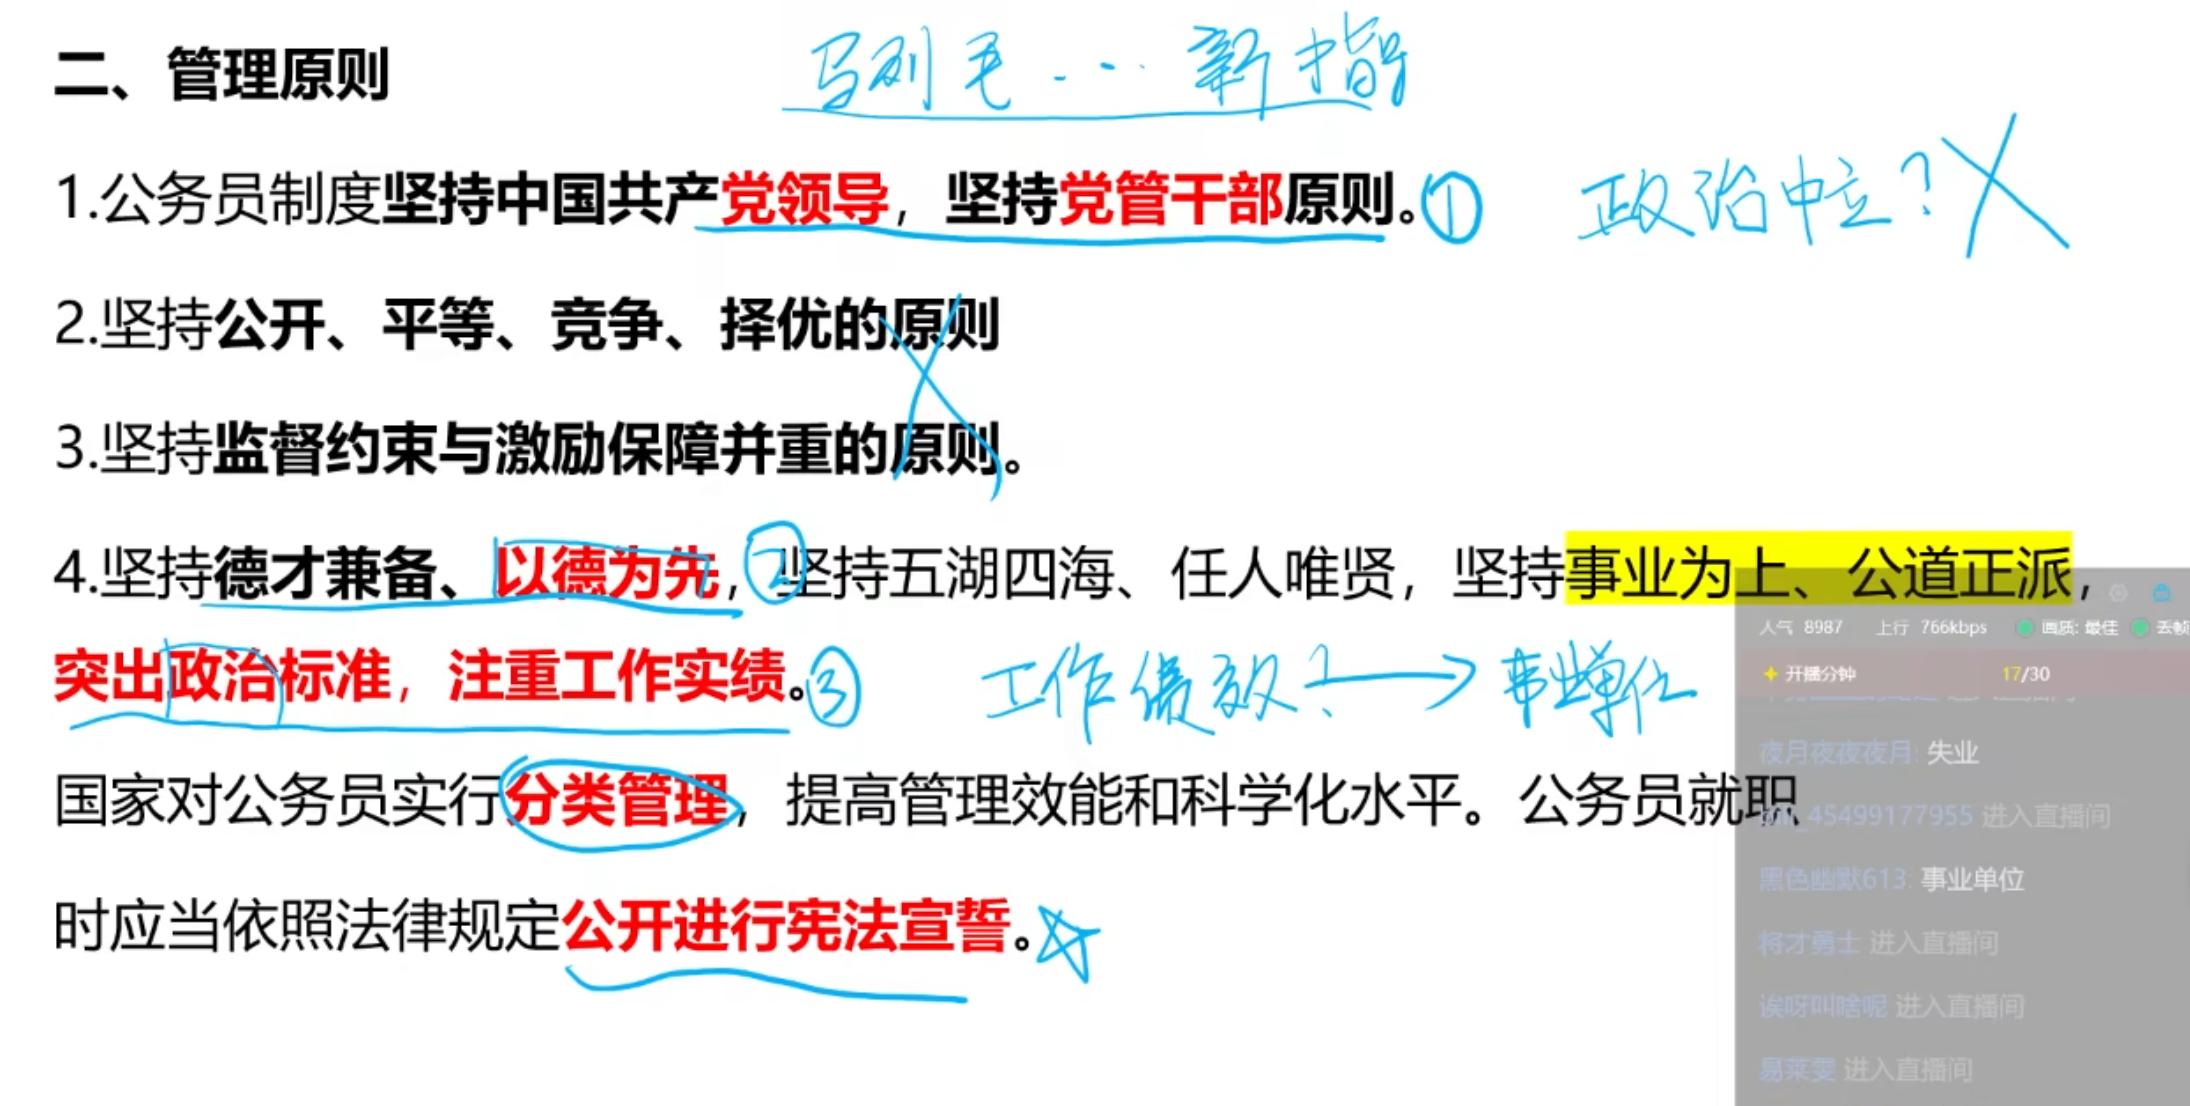 二、管理原则
马列毛...新指
1.公务员制度坚持中国共产党领导，坚持党管干部原则。①
政治中立？X
2.坚持公开、平等、竞争、择优的原则
3.坚持监督约束与激励保障并重的原则。
4.坚持德才兼备、以德为先，②坚持五湖四海、任人唯贤，坚持事业为上、公道正派，
突出政治标准，注重工作实绩。③
工作绩效？→事业单位
国家对公务员实行分类管理，提高管理效能和科学化水平。公务员就职
时应当依照法律规定公开进行宪法宣誓。
人气 8987 上行 766kbps 画质: 最佳 丢帧
开播分钟 17/30
夜月夜夜夜月: 失业
_45499177955 进入直播间
黑色幽默613: 事业单位
将才勇士 进入直播间
诶呀叫啥呢 进入直播间
易莱雯 进入直播间